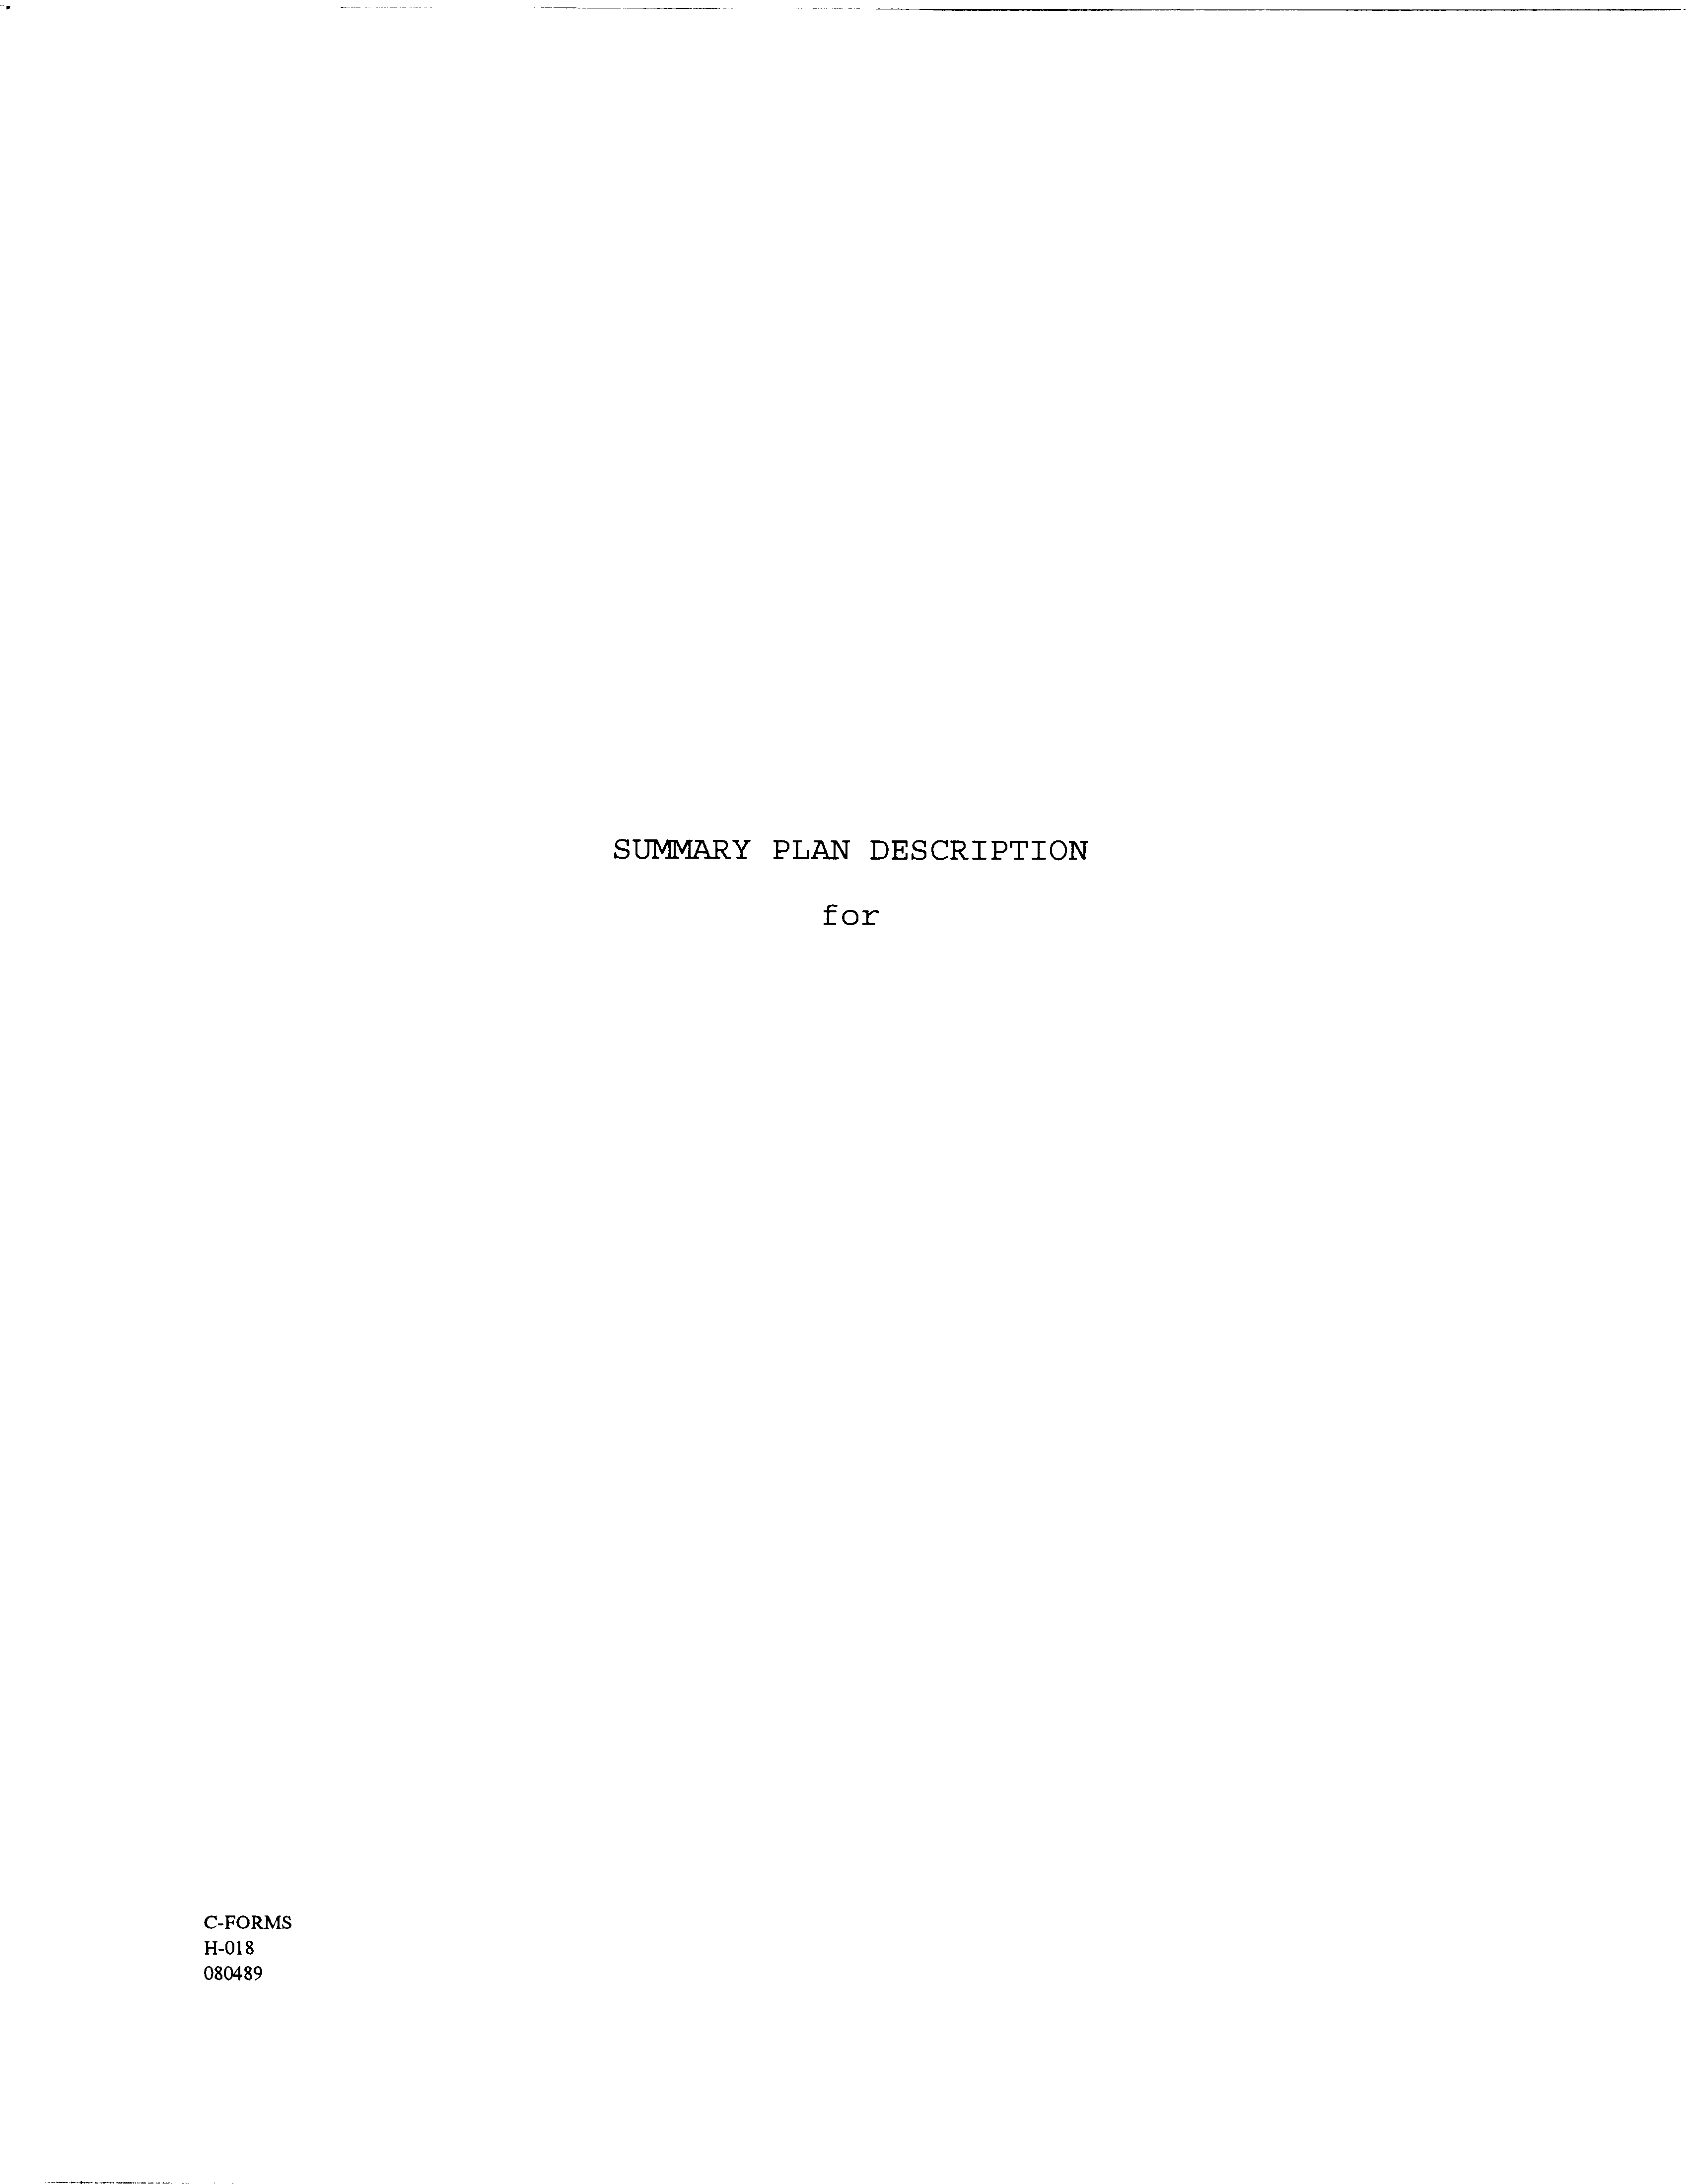 SUMMARY PLAN DESCRIPTION
for
C-FORMS
H-018
080489